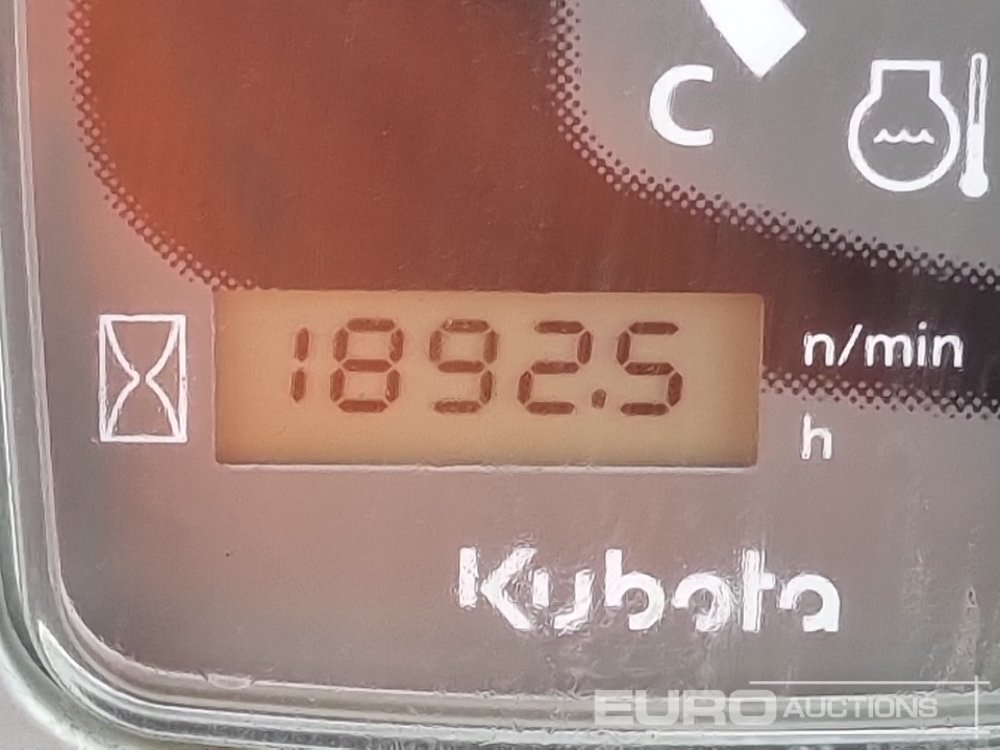 C
1892.5
n/min
h
Kubota
EURO AUCTIONS